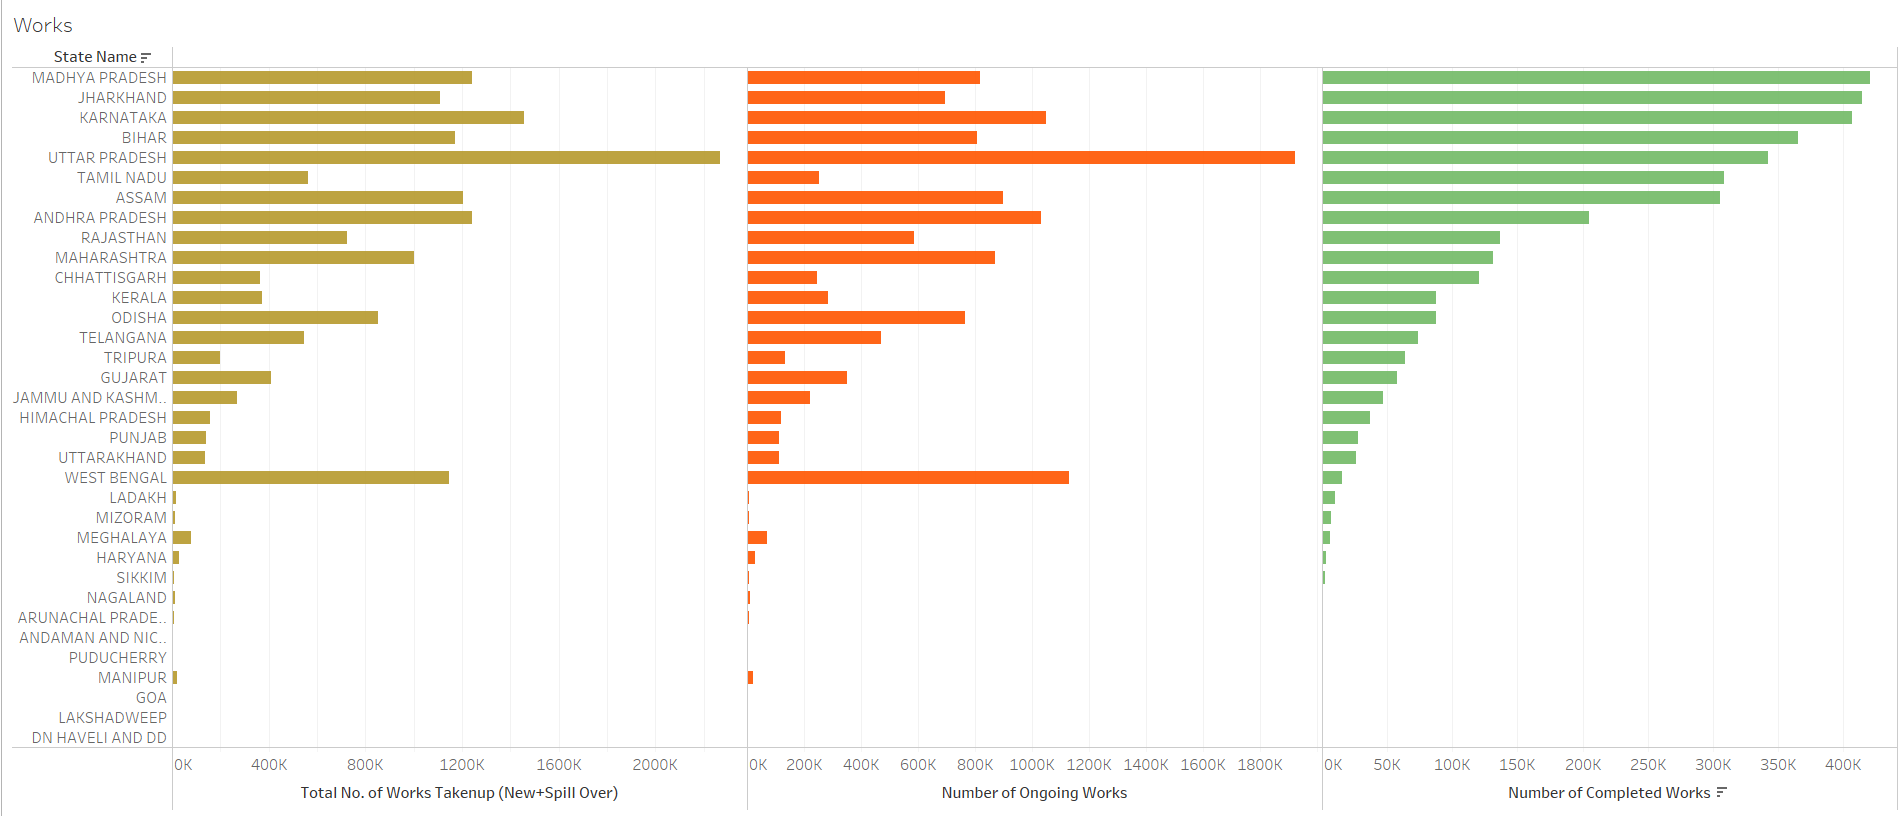 Works
State Name
MADHYA PRADESH
JHARKHAND
KARNATAKA
BIHAR
UTTAR PRADESH
TAMIL NADU
ASSAM
ANDHRA PRADESH
RAJASTHAN
MAHARASHTRA
CHHATTISGARH
KERALA
ODISHA
TELANGANA
TRIPURA
GUJARAT
JAMMU AND KASHM..
HIMACHAL PRADESH
PUNJAB
UTTARAKHAND
WEST BENGAL
LADAKH
MIZORAM
MEGHALAYA
HARYANA
SIKKIM
NAGALAND
ARUNACHAL PRADE..
ANDAMAN AND NIC..
PUDUCHERRY
MANIPUR
GOA
LAKSHADWEEP
DN HAVELI AND DD
0K 400K 800K 1200K 1600K 2000K 0K 200K 400K 600K 800K 1000K 1200K 1400K 1600K 1800K 0K 50K 100K 150K 200K 250K 300K 350K 400K
Total No. of Works Takenup (New+Spill Over) Number of Ongoing Works Number of Completed Works